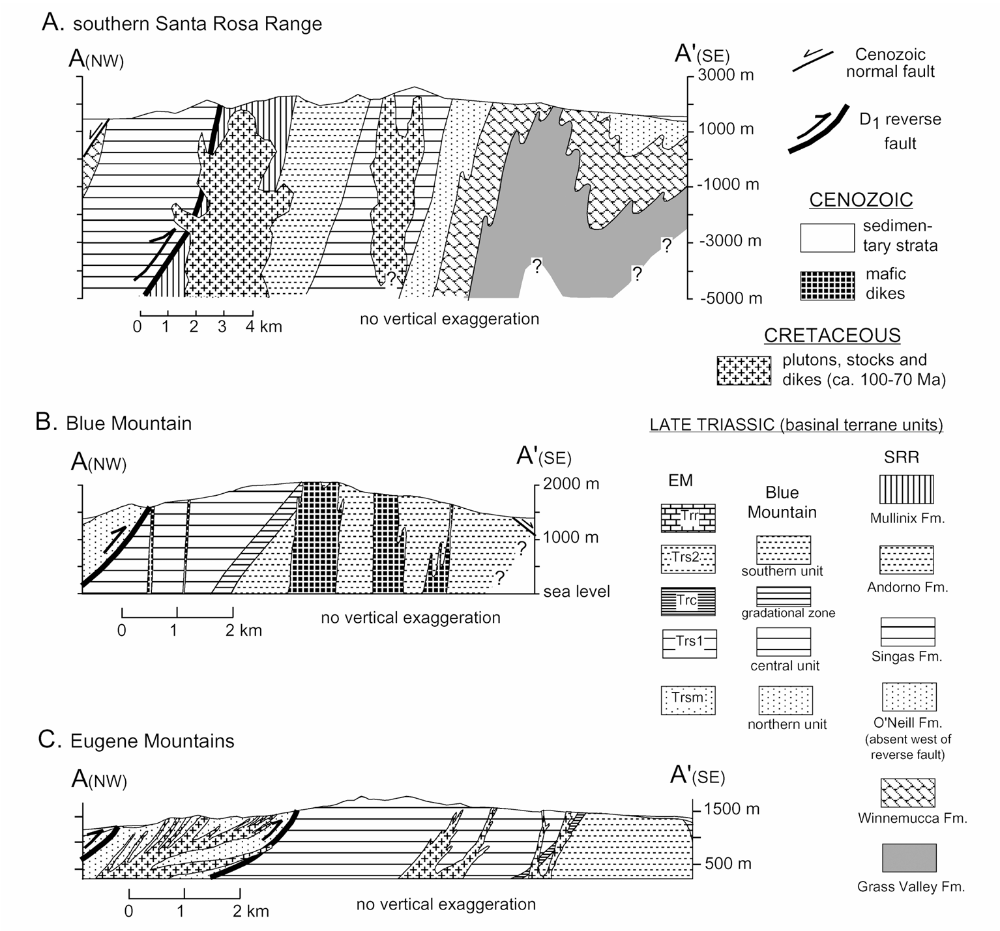 A. southern Santa Rosa Range
A(NW)
A'(SE)
3000 m
1000 m
-1000 m
-3000 m
-5000 m
?
?
?
?
0 1 2 3 4 km
no vertical exaggeration
Cenozoic
normal fault
D1 reverse
fault
CENOZOIC
sedimen-
tary strata
mafic
dikes
CRETACEOUS
plutons, stocks and
dikes (ca. 100-70 Ma)
B. Blue Mountain
A(NW)
A'(SE)
2000 m
1000 m
sea level
?
?
0 1 2 km
no vertical exaggeration
LATE TRIASSIC (basinal terrane units)
EM
Trr
Trs2
Trc
Trs1
Trsm
Blue
Mountain
southern unit
gradational zone
central unit
northern unit
SRR
Mullinix Fm.
Andorno Fm.
Singas Fm.
O'Neill Fm.
(absent west of
reverse fault)
Winnemucca Fm.
Grass Valley Fm.
C. Eugene Mountains
A(NW)
A'(SE)
1500 m
500 m
0 1 2 km
no vertical exaggeration